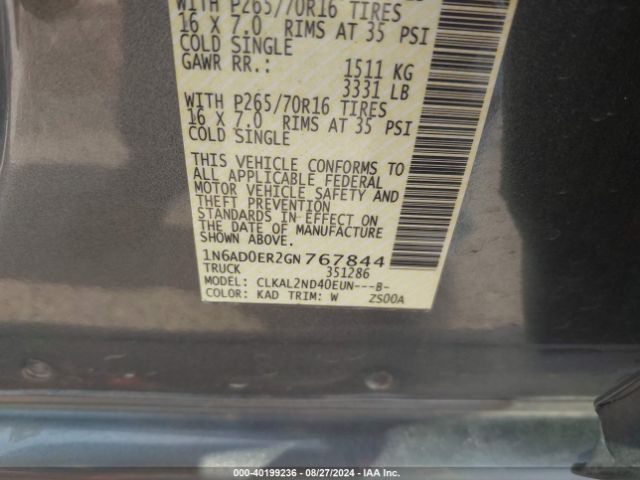 WITH P265/70R16 TIRES
16 X 7.0 RIMS AT 35 PSI
COLD SINGLE
GAWR RR.: 1511 KG
3331 LB
WITH P265/70R16 TIRES
16 X 7.0 RIMS AT 35 PSI
COLD SINGLE
THIS VEHICLE CONFORMS TO
ALL APPLICABLE FEDERAL
MOTOR VEHICLE SAFETY AND
THEFT PREVENTION
STANDARDS IN EFFECT ON
THE DATE OF MANUFACTURE
SHOWN ABOVE.
1N6AD0ER2GN767844
TRUCK 351286
MODEL: CLKAL2ND40EUN---B-
COLOR: KAD TRIM: W ZS00A
000-40199236 - 08/27/2024 - IAA Inc.